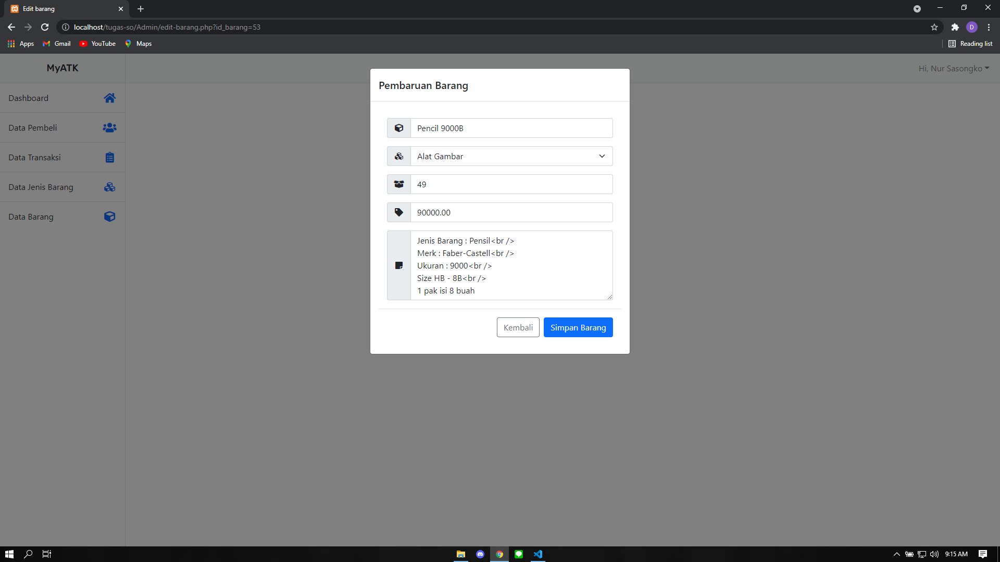 Edit barang
localhost/tugas-so/Admin/edit-barang.php?id_barang=53
D
Apps
Gmail
YouTube
Maps
Reading list
MyATK
Hi, Nur Sasongko
Dashboard
Data Pembeli
Data Transaksi
Data Jenis Barang
Data Barang
Pembaruan Barang
Pencil 9000B
Alat Gambar
49
90000.00
Jenis Barang : Pensil<br />
Merk : Faber-Castell<br />
Ukuran : 9000<br />
Size HB - 8B<br />
1 pak isi 8 buah
Kembali
Simpan Barang
9:15 AM